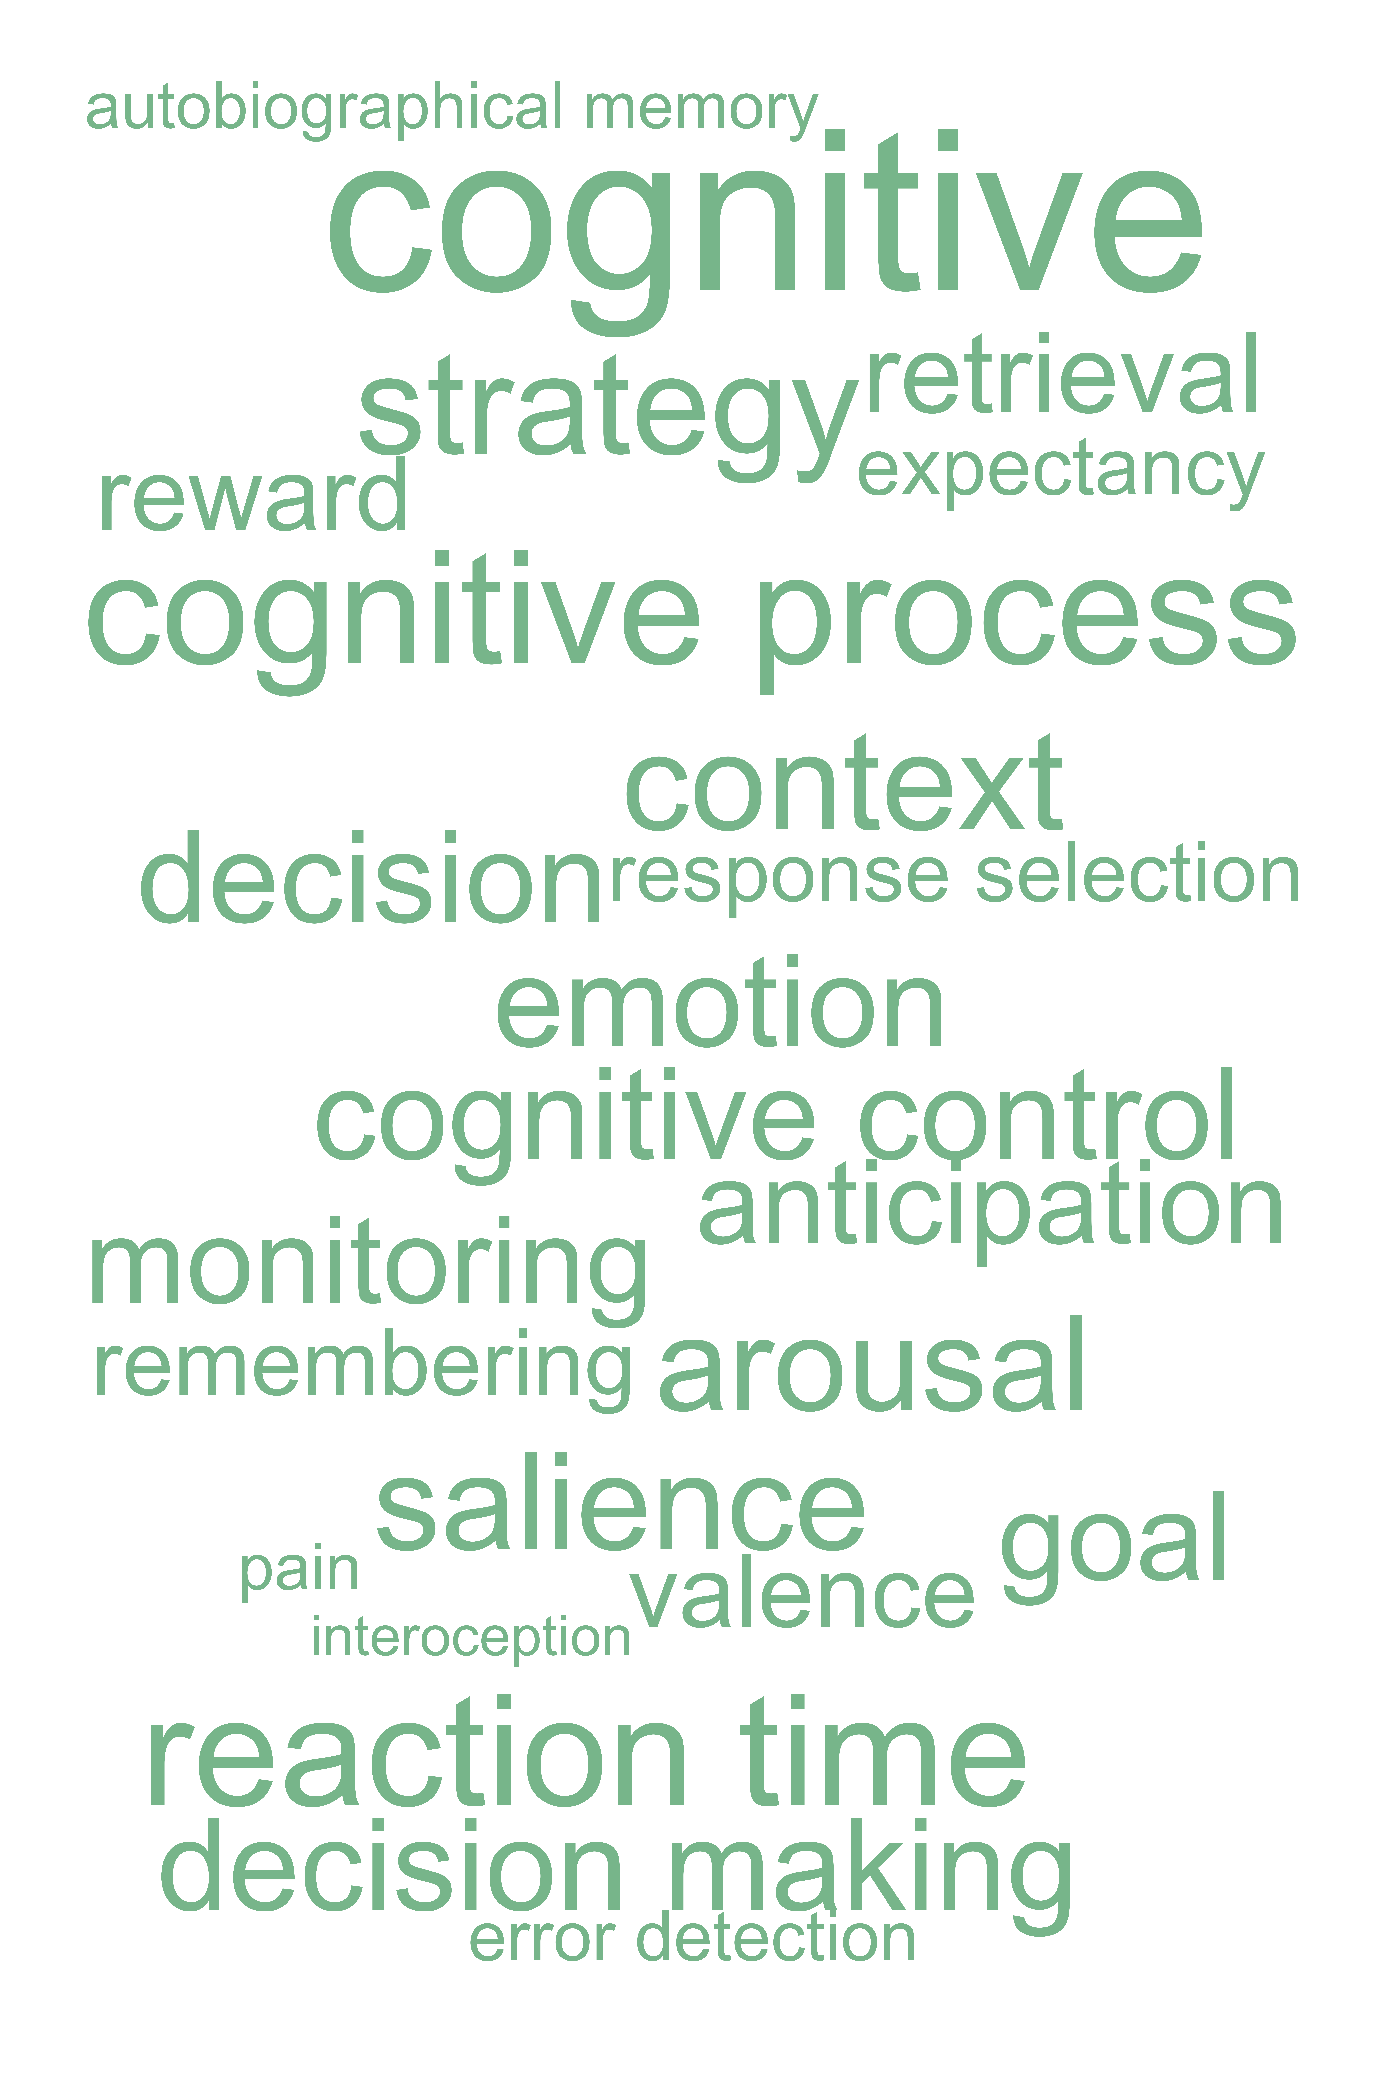 autobiographical memory
cognitive
strategy
retrieval
expectancy
reward
cognitive process
context
decision
response selection
emotion
cognitive control
anticipation
monitoring
remembering
arousal
salience
goal
pain
valence
interoception
reaction time
decision making
error detection